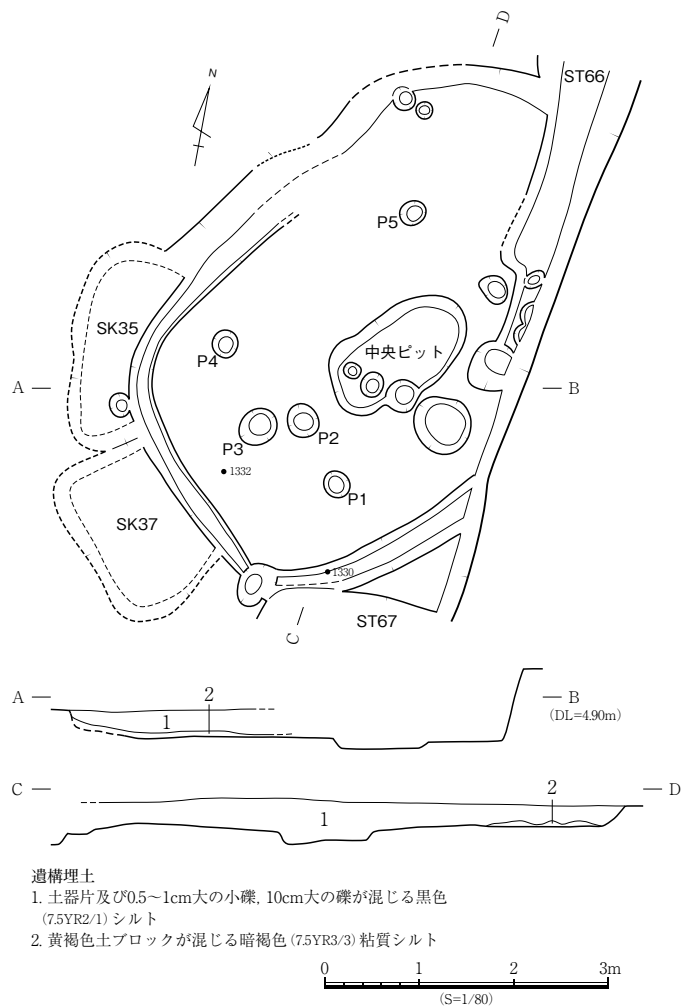 D
N
ST66
P5
SK35
P4
中央ピット
A
B
P3
P2
1332
P1
SK37
1330
C
ST67
A
2
1
B
(DL=4.90m)
C
2
D
1
遺構埋土
1. 土器片及び0.5〜1cm大の小礫, 10cm大の礫が混じる黒色
(7.5YR2/1) シルト
2. 黄褐色土ブロックが混じる暗褐色 (7.5YR3/3) 粘質シルト
0 1 2 3m
(S=1/80)